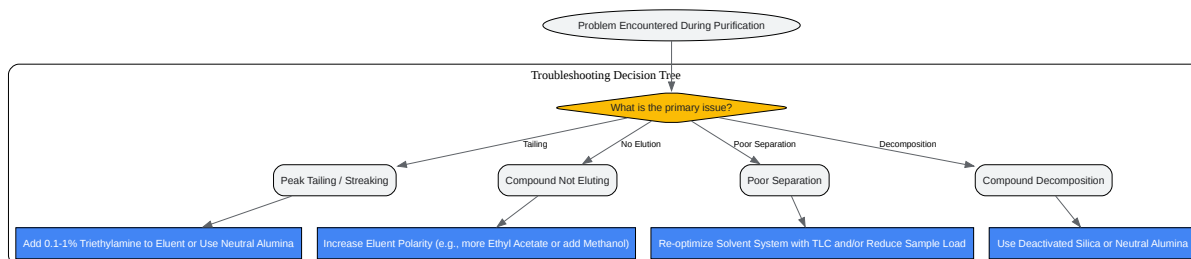 Problem Encountered During Purification
Troubleshooting Decision Tree
What is the primary issue?
Tailing
No Elution
Poor Separation
Decomposition
Peak Tailing / Streaking
Compound Not Eluting
Poor Separation
Compound Decomposition
Add 0.1-1% Triethylamine to Eluent or Use Neutral Alumina
Increase Eluent Polarity (e.g., more Ethyl Acetate or add Methanol)
Re-optimize Solvent System with TLC and/or Reduce Sample Load
Use Deactivated Silica or Neutral Alumina